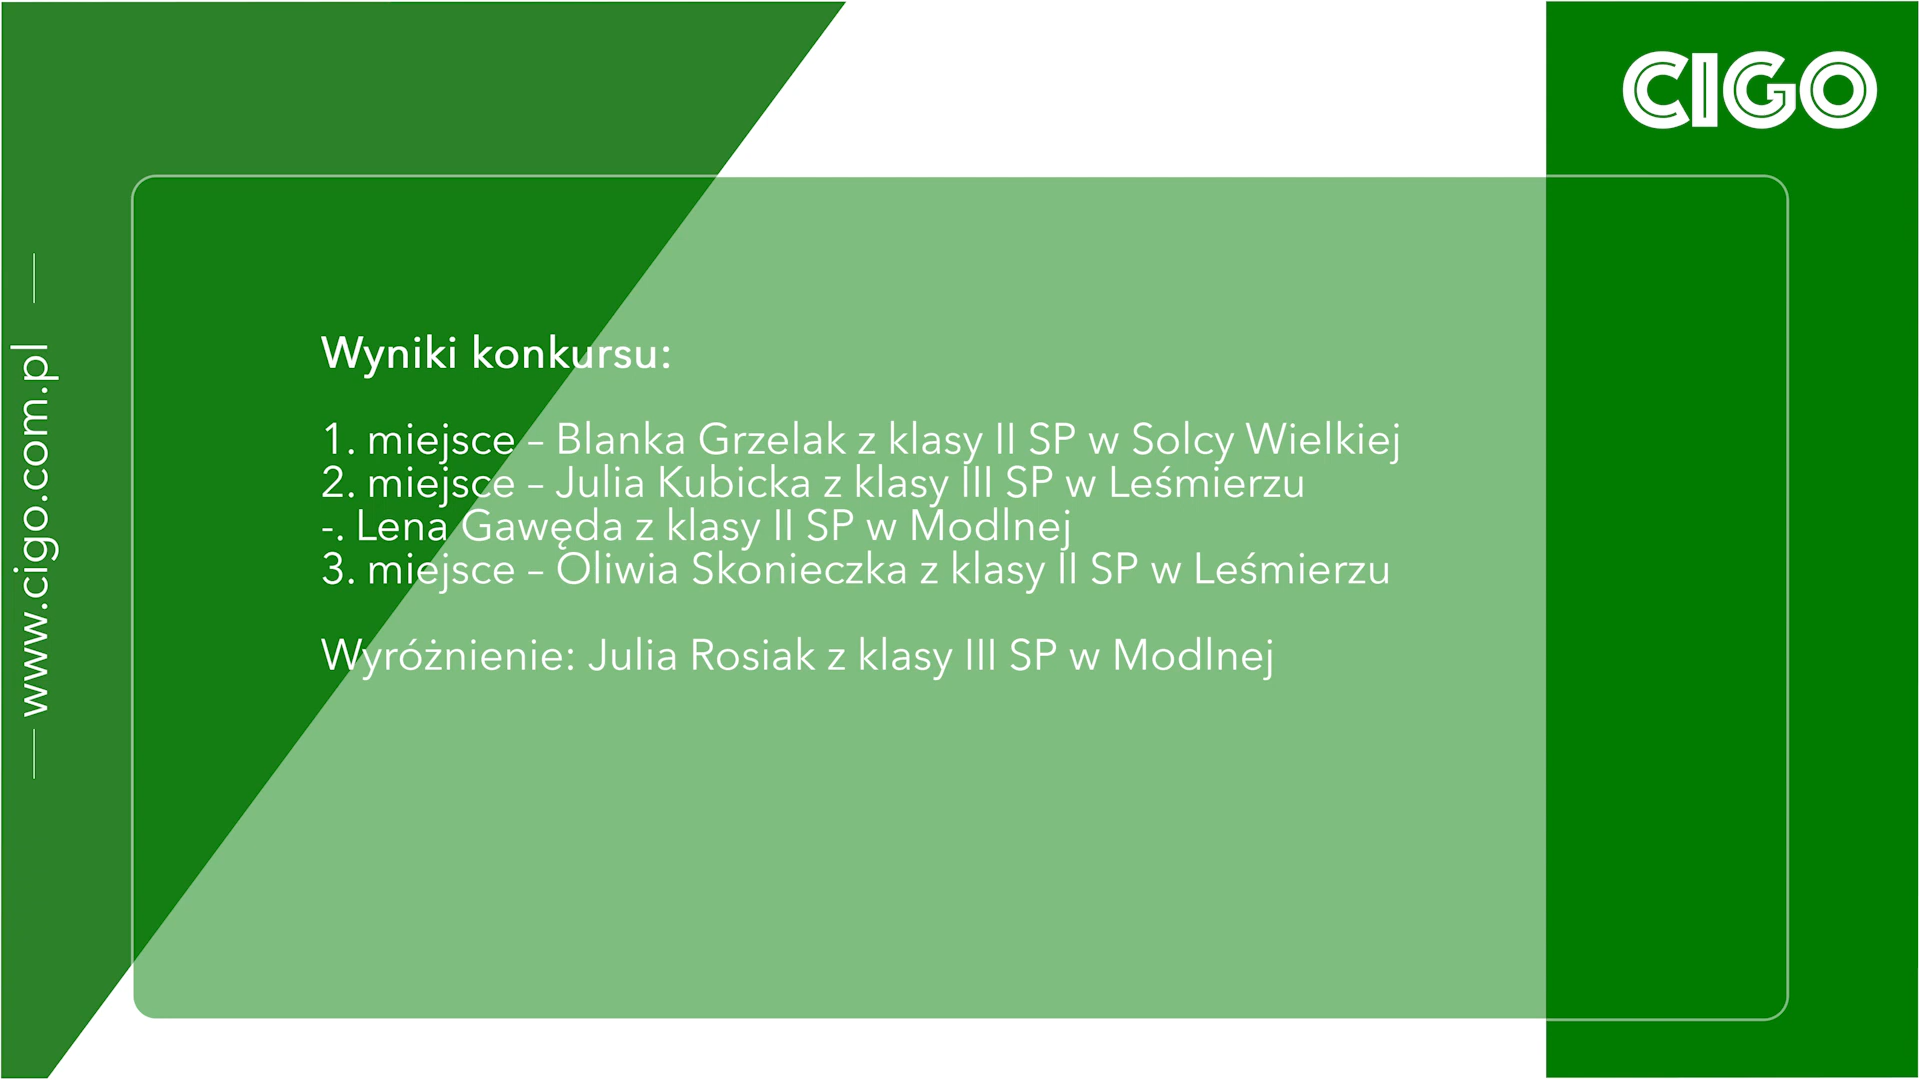 CIGO
www.cigo.com.pl
Wyniki konkursu:
1. miejsce – Blanka Grzelak z klasy II SP w Solcy Wielkiej
2. miejsce – Julia Kubicka z klasy III SP w Leśmierzu
-. Lena Gawęda z klasy II SP w Modlnej
3. miejsce – Oliwia Skonieczka z klasy II SP w Leśmierzu
Wyróżnienie: Julia Rosiak z klasy III SP w Modlnej